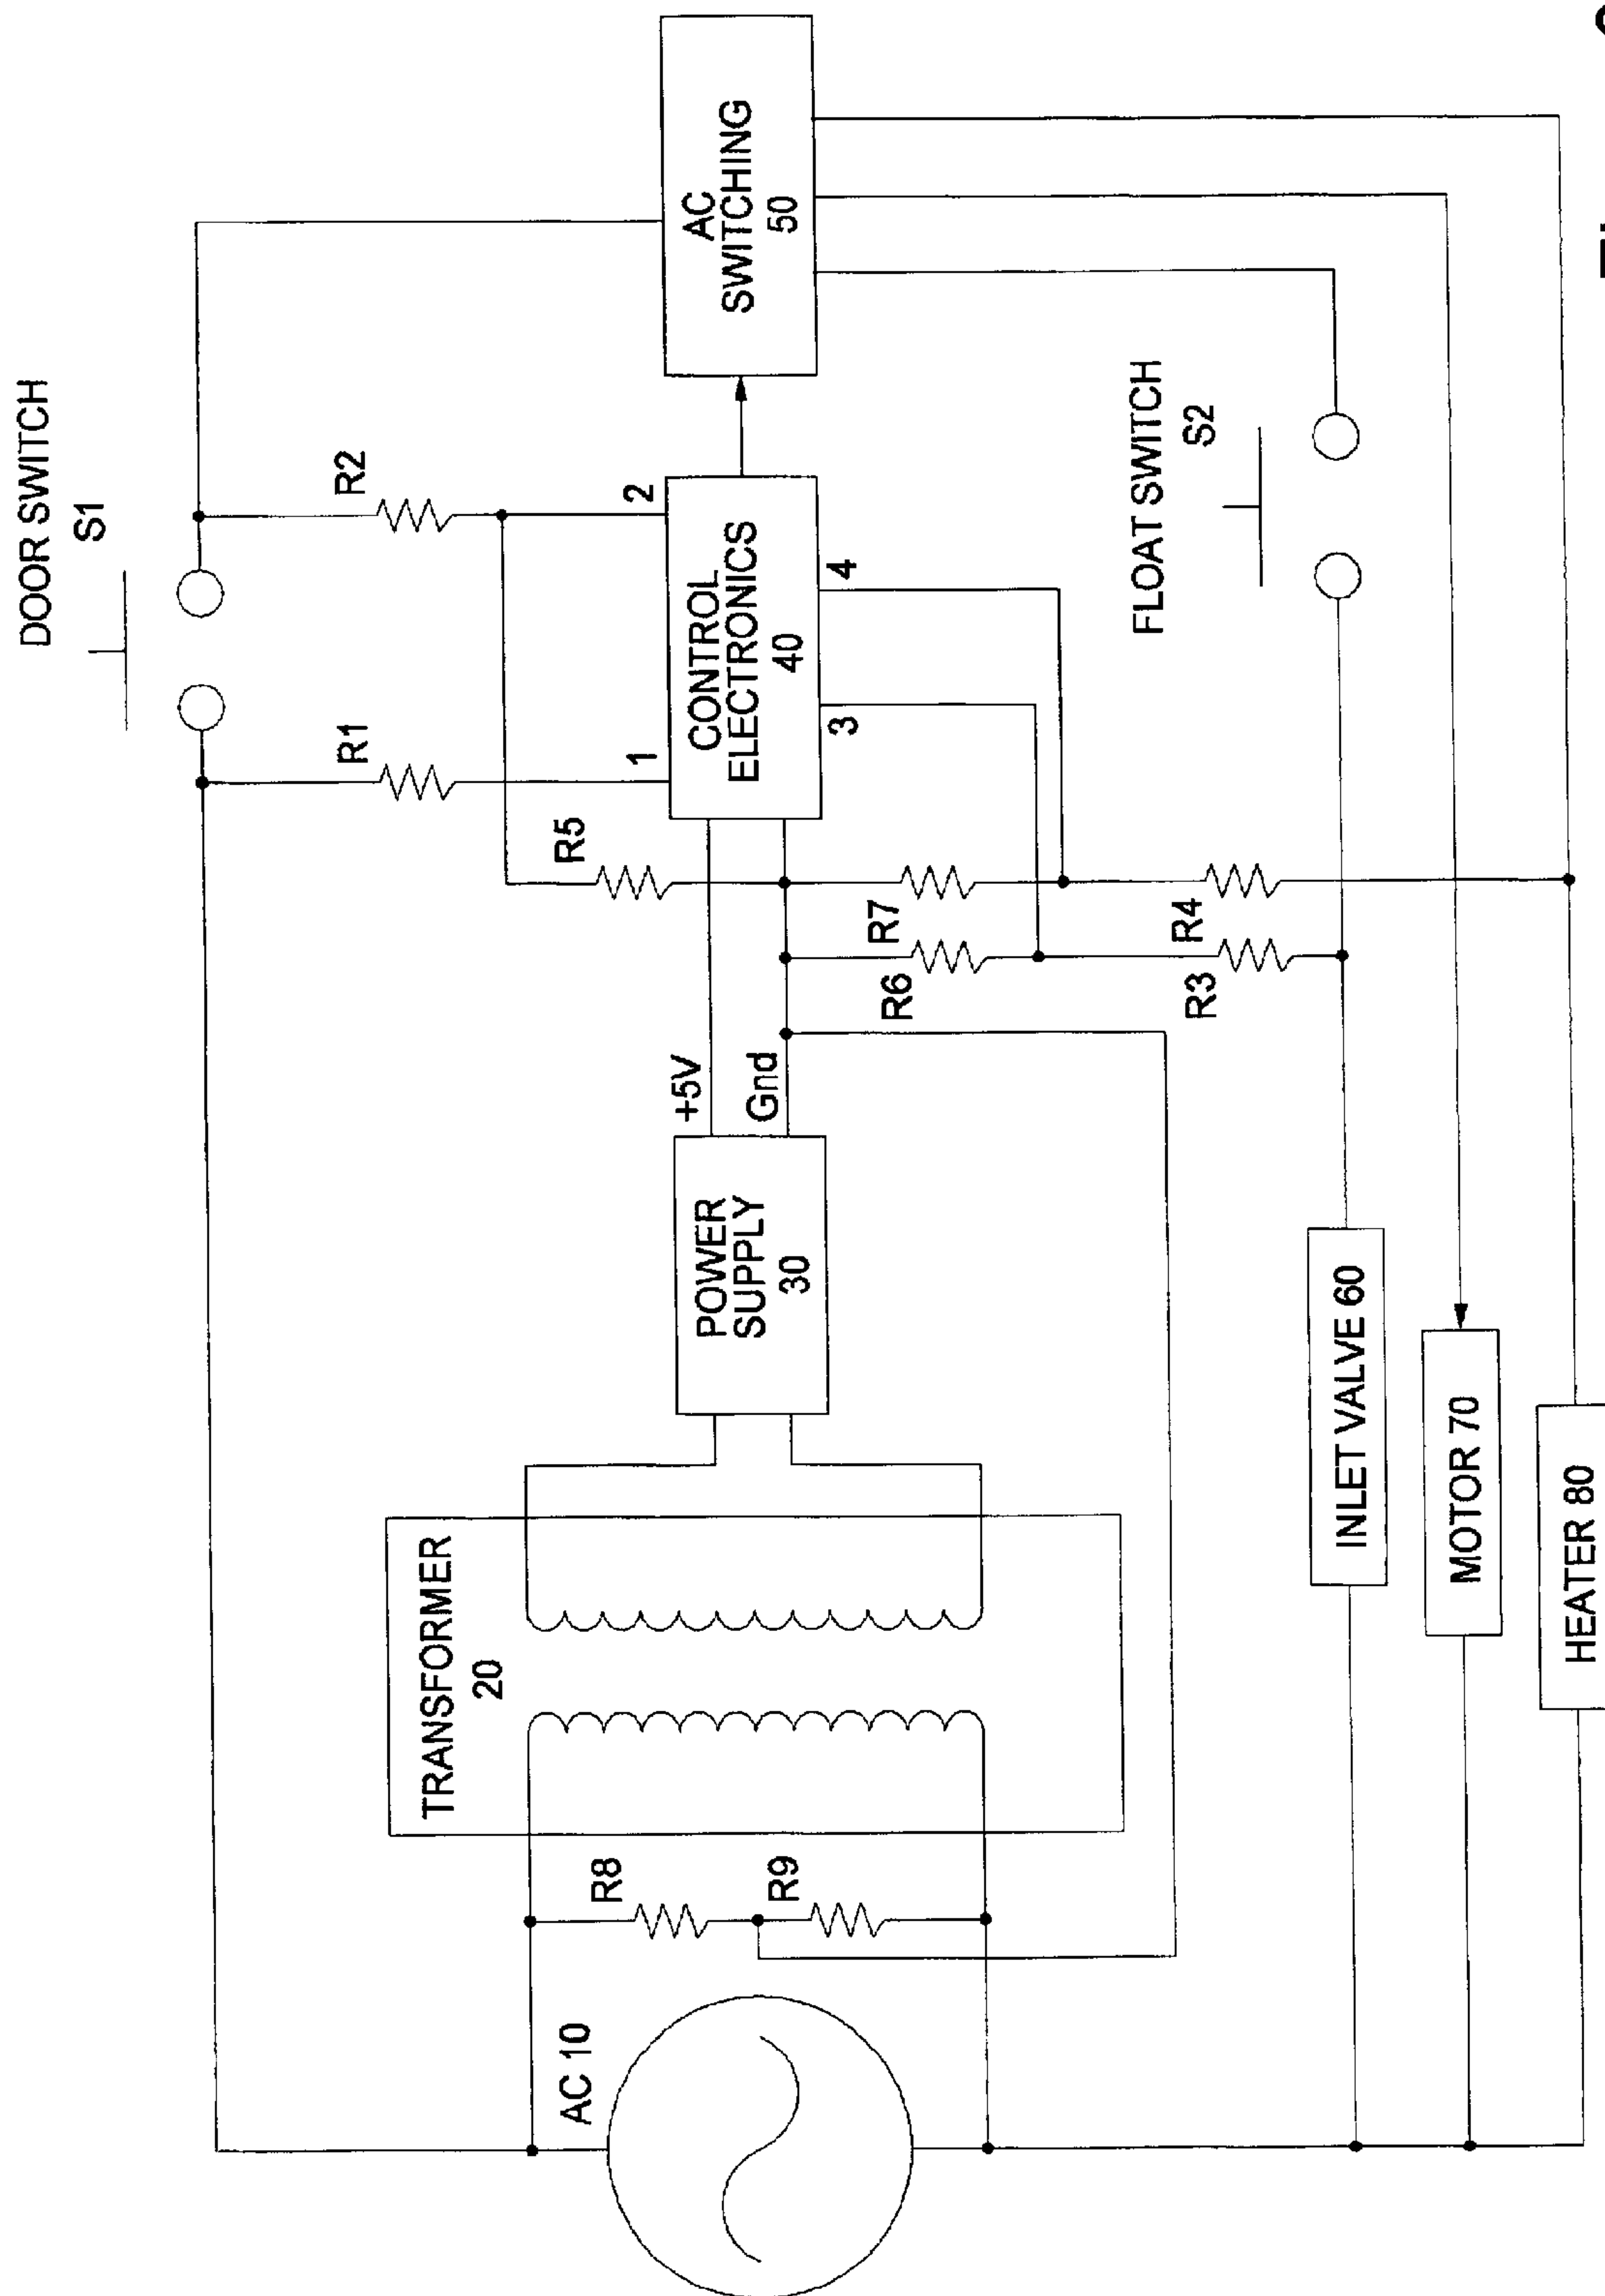 DOOR SWITCH
S1
R1
R2
TRANSFORMER
20
AC 10
R8
R9
POWER
SUPPLY
30
+5V
Gnd
R5
1
2
CONTROL
ELECTRONICS
40
3
4
AC
SWITCHING
50
R6
R7
R3
R4
FLOAT SWITCH
S2
INLET VALVE 60
MOTOR 70
HEATER 80